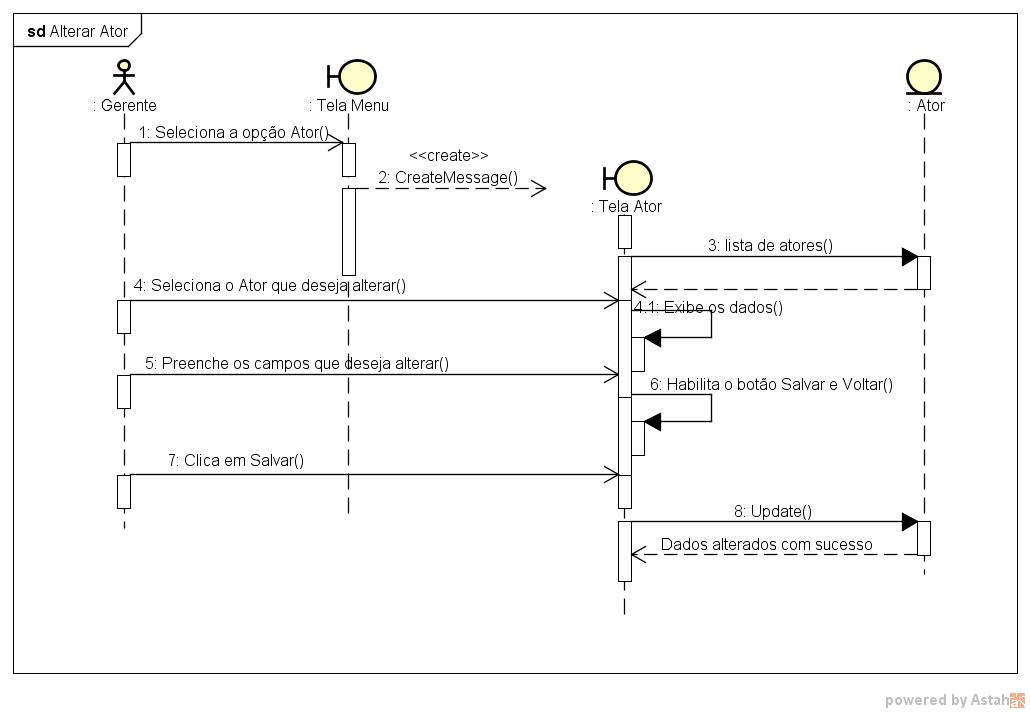 sd Alterar Ator
: Gerente
: Tela Menu
: Ator
1: Seleciona a opção Ator()
<<create>>
2: CreateMessage()
: Tela Ator
3: lista de atores()
4: Seleciona o Ator que deseja alterar()
4.1: Exibe os dados()
5: Preenche os campos que deseja alterar()
6: Habilita o botão Salvar e Voltar()
7: Clica em Salvar()
8: Update()
Dados alterados com sucesso
powered by Astah